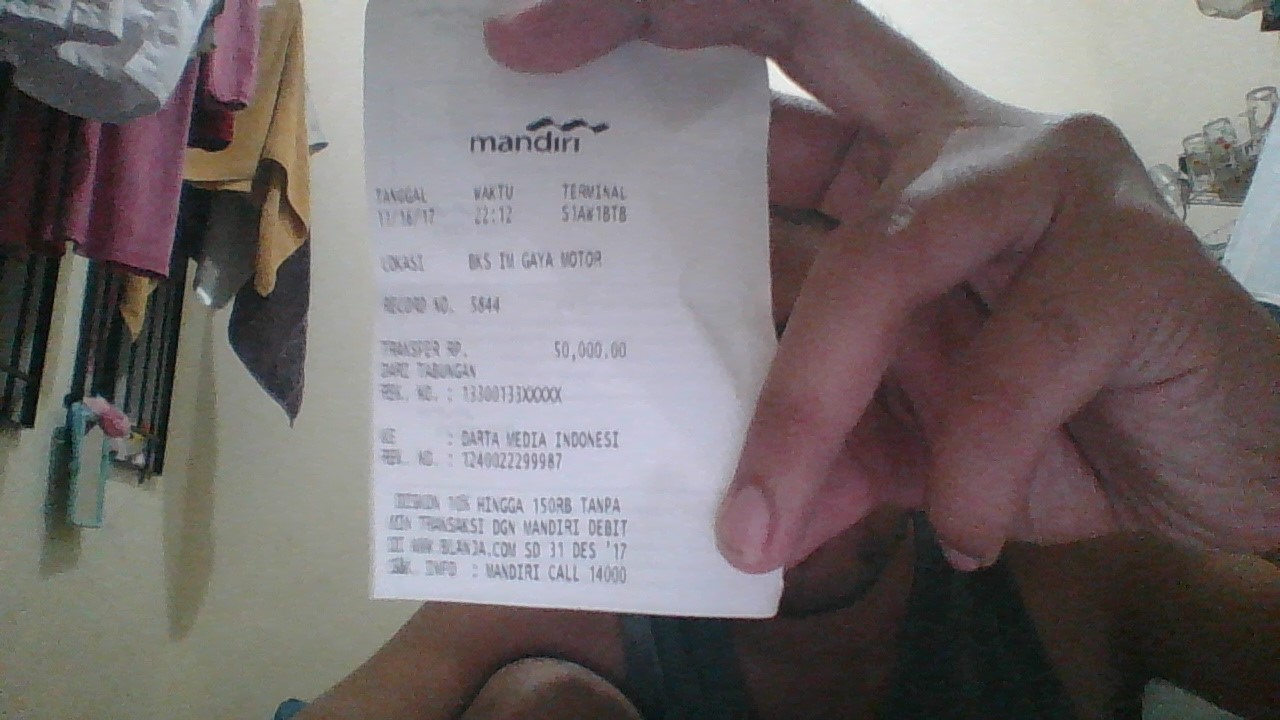 mandiri
TANGGAL WAKTU TERMINAL
11/16/17 22:12 S1AW1BTB
LOKASI BKS IM GAYA MOTOR
RECORD NO. 5844
TRANSFER RP. 50,000.00
DARI TABUNGAN
REK. NO. : 13300133XXXXX
KE : DARTA MEDIA INDONESI
REK. NO. : 1240022299987
DISKON 10% HINGGA 150RB TANPA
MIN TRANSAKSI DGN MANDIRI DEBIT
DI WWW.BLANJA.COM SD 31 DES '17
INFO : MANDIRI CALL 14000